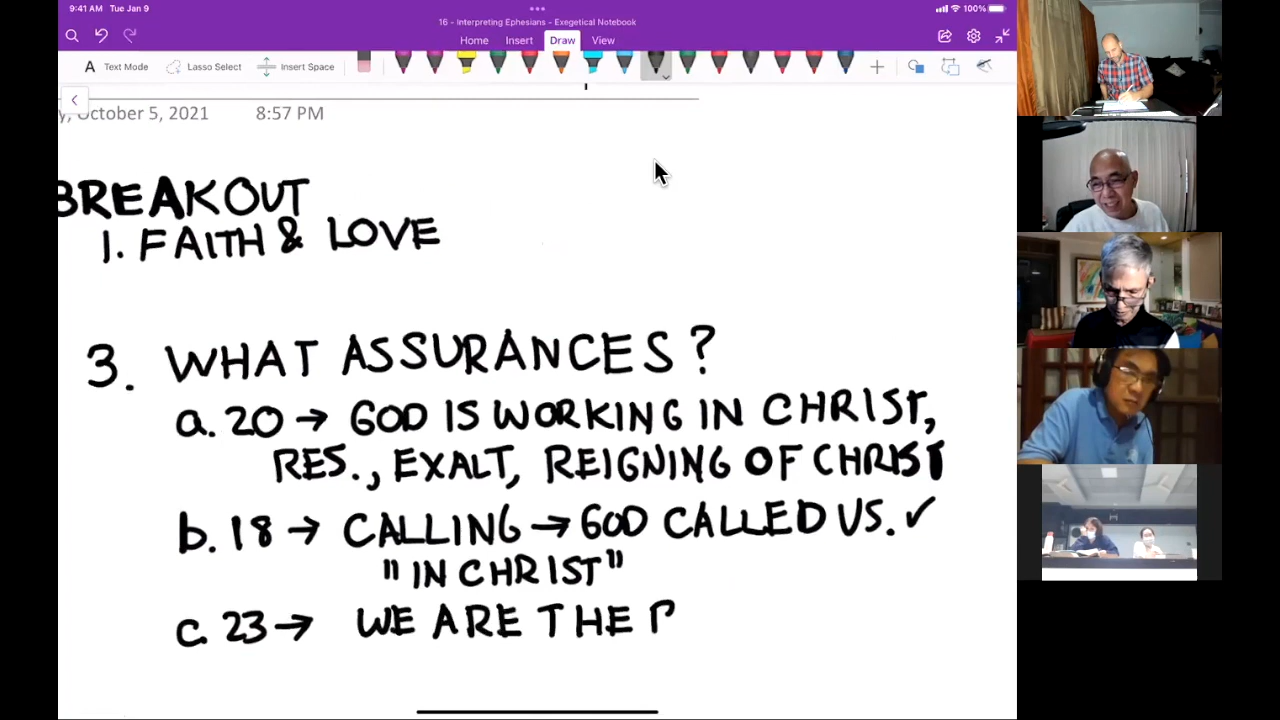 9:41 AM Tue Jan 9
100%
16 - Interpreting Ephesians - Exegetical Notebook
Home Insert Draw View
Text Mode Lasso Select Insert Space
y, October 5, 2021 8:57 PM
BREAKOUT
1. FAITH & LOVE
3. WHAT ASSURANCES?
a. 20 → GOD IS WORKING IN CHRIST,
RES., EXALT, REIGNING OF CHRIST
b. 18 → CALLING → GOD CALLED US. ✓
"IN CHRIST"
c. 23 → WE ARE THE